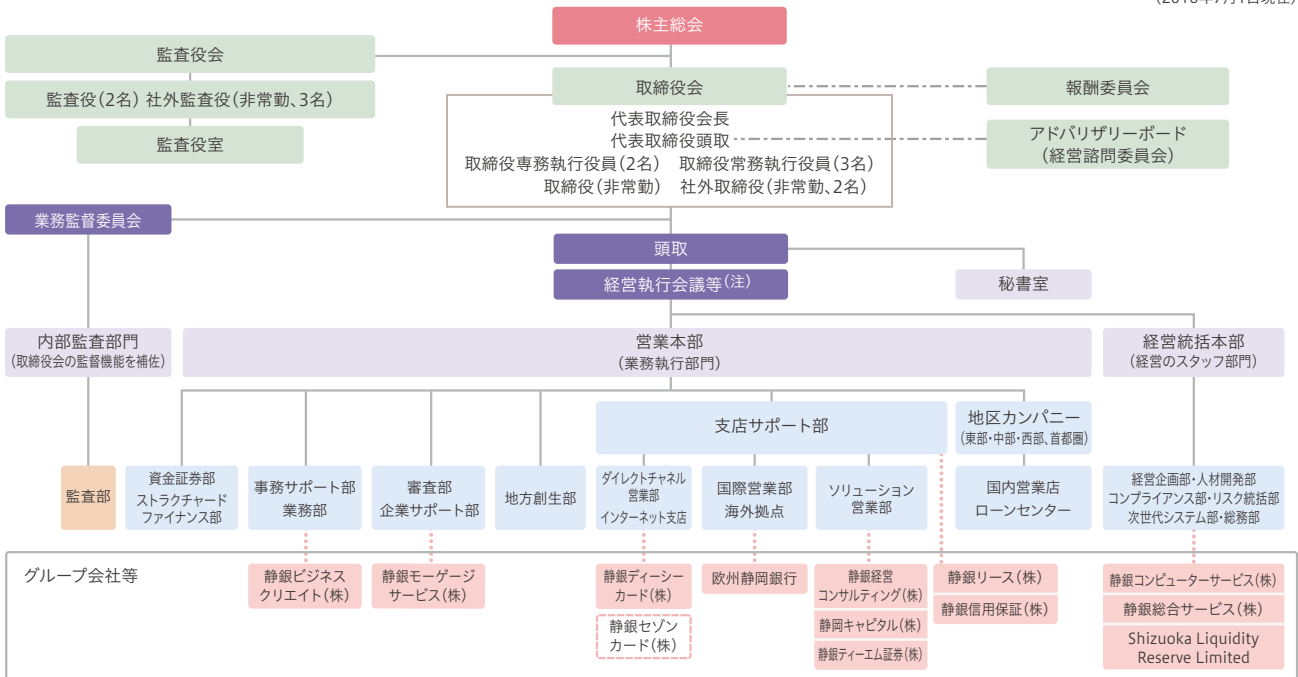 (2016年7月1日現在)
株主総会
監査役会
監査役(2名) 社外監査役(非常勤、3名)
監査役室
取締役会
代表取締役会長
代表取締役頭取
取締役専務執行役員(2名) 取締役常務執行役員(3名)
取締役(非常勤) 社外取締役(非常勤、2名)
報酬委員会
アドバリザリーボード
(経営諮問委員会)
業務監督委員会
頭取
経営執行会議等(注)
秘書室
内部監査部門
(取締役会の監督機能を補佐)
営業本部
(業務執行部門)
経営統括本部
(経営のスタッフ部門)
支店サポート部
地区カンパニー
(東部・中部・西部、首都圏)
監査部
資金証券部
ストラクチャード
ファイナンス部
事務サポート部
業務部
審査部
企業サポート部
地方創生部
ダイレクトチャネル
営業部
インターネット支店
国際営業部
海外拠点
ソリューション
営業部
国内営業店
ローンセンター
経営企画部・人材開発部
コンプライアンス部・リスク統括部
次世代システム部・総務部
グループ会社等
静銀ビジネス
クリエイト(株)
静銀モーゲージ
サービス(株)
静銀ディーシー
カード(株)
静銀セゾン
カード(株)
欧州静岡銀行
静銀経営
コンサルティング(株)
静岡キャピタル(株)
静銀ティーエム証券(株)
静銀リース(株)
静銀信用保証(株)
静銀コンピューターサービス(株)
静銀総合サービス(株)
Shizuoka Liquidity
Reserve Limited